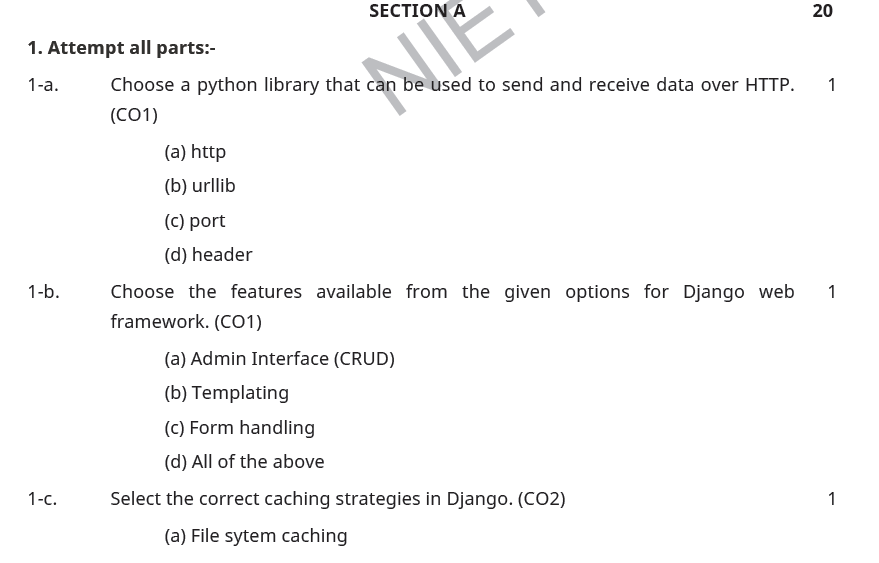 SECTION A 20
1. Attempt all parts:-
1-a. Choose a python library that can be used to send and receive data over HTTP. 1
(CO1)
(a) http
(b) urllib
(c) port
(d) header
1-b. Choose the features available from the given options for Django web 1
framework. (CO1)
(a) Admin Interface (CRUD)
(b) Templating
(c) Form handling
(d) All of the above
1-c. Select the correct caching strategies in Django. (CO2) 1
(a) File sytem caching
NIET